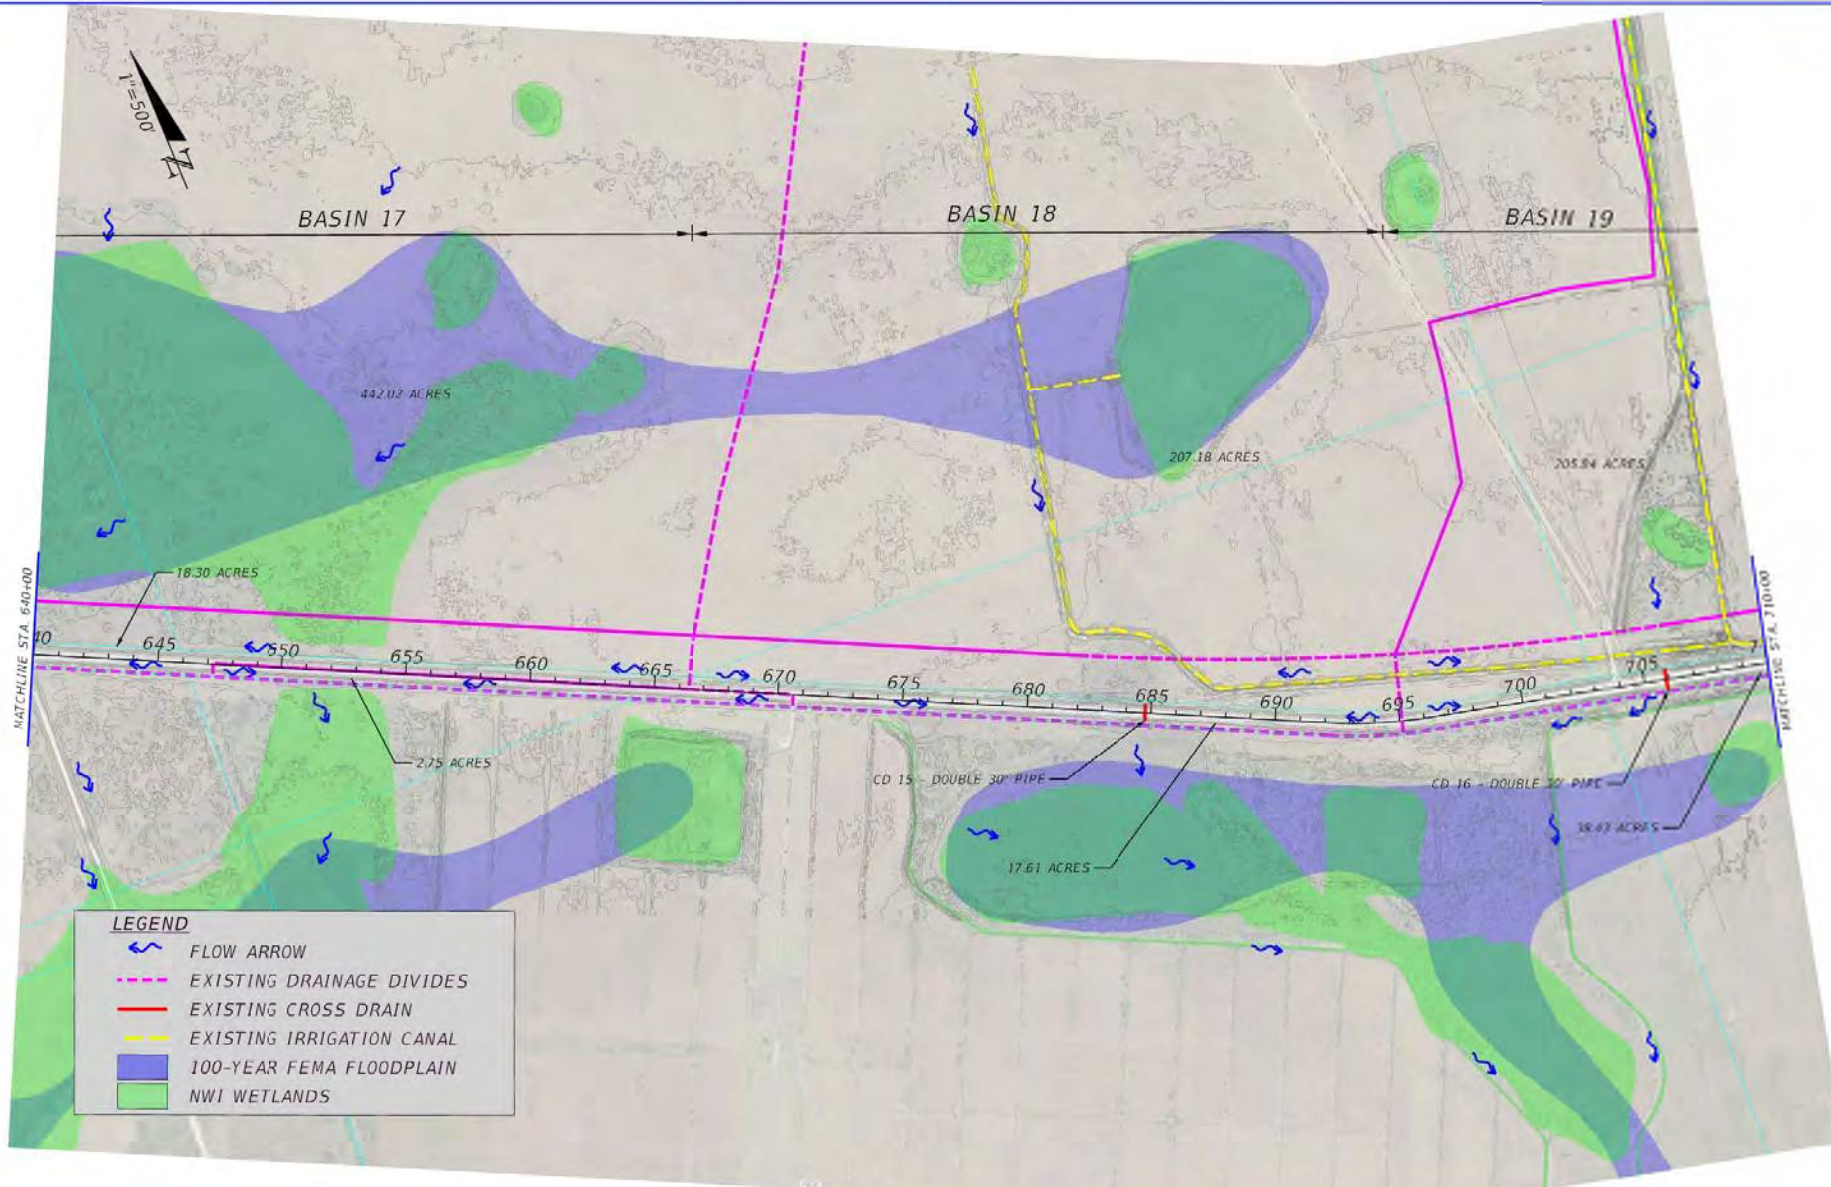 1"=500'
N
BASIN 17
BASIN 18
BASIN 19
442.02 ACRES
207.18 ACRES
205.84 ACRES
18.30 ACRES
MATCHLINE STA. 640+00
MATCHLINE STA. 710+00
40
645
650
655
660
665
670
675
680
685
690
695
700
705
7
2.75 ACRES
CD 15 - DOUBLE 30" PIPE
CD 16 - DOUBLE 30" PIPE
17.61 ACRES
38.43 ACRES
LEGEND
FLOW ARROW
EXISTING DRAINAGE DIVIDES
EXISTING CROSS DRAIN
EXISTING IRRIGATION CANAL
100-YEAR FEMA FLOODPLAIN
NWI WETLANDS